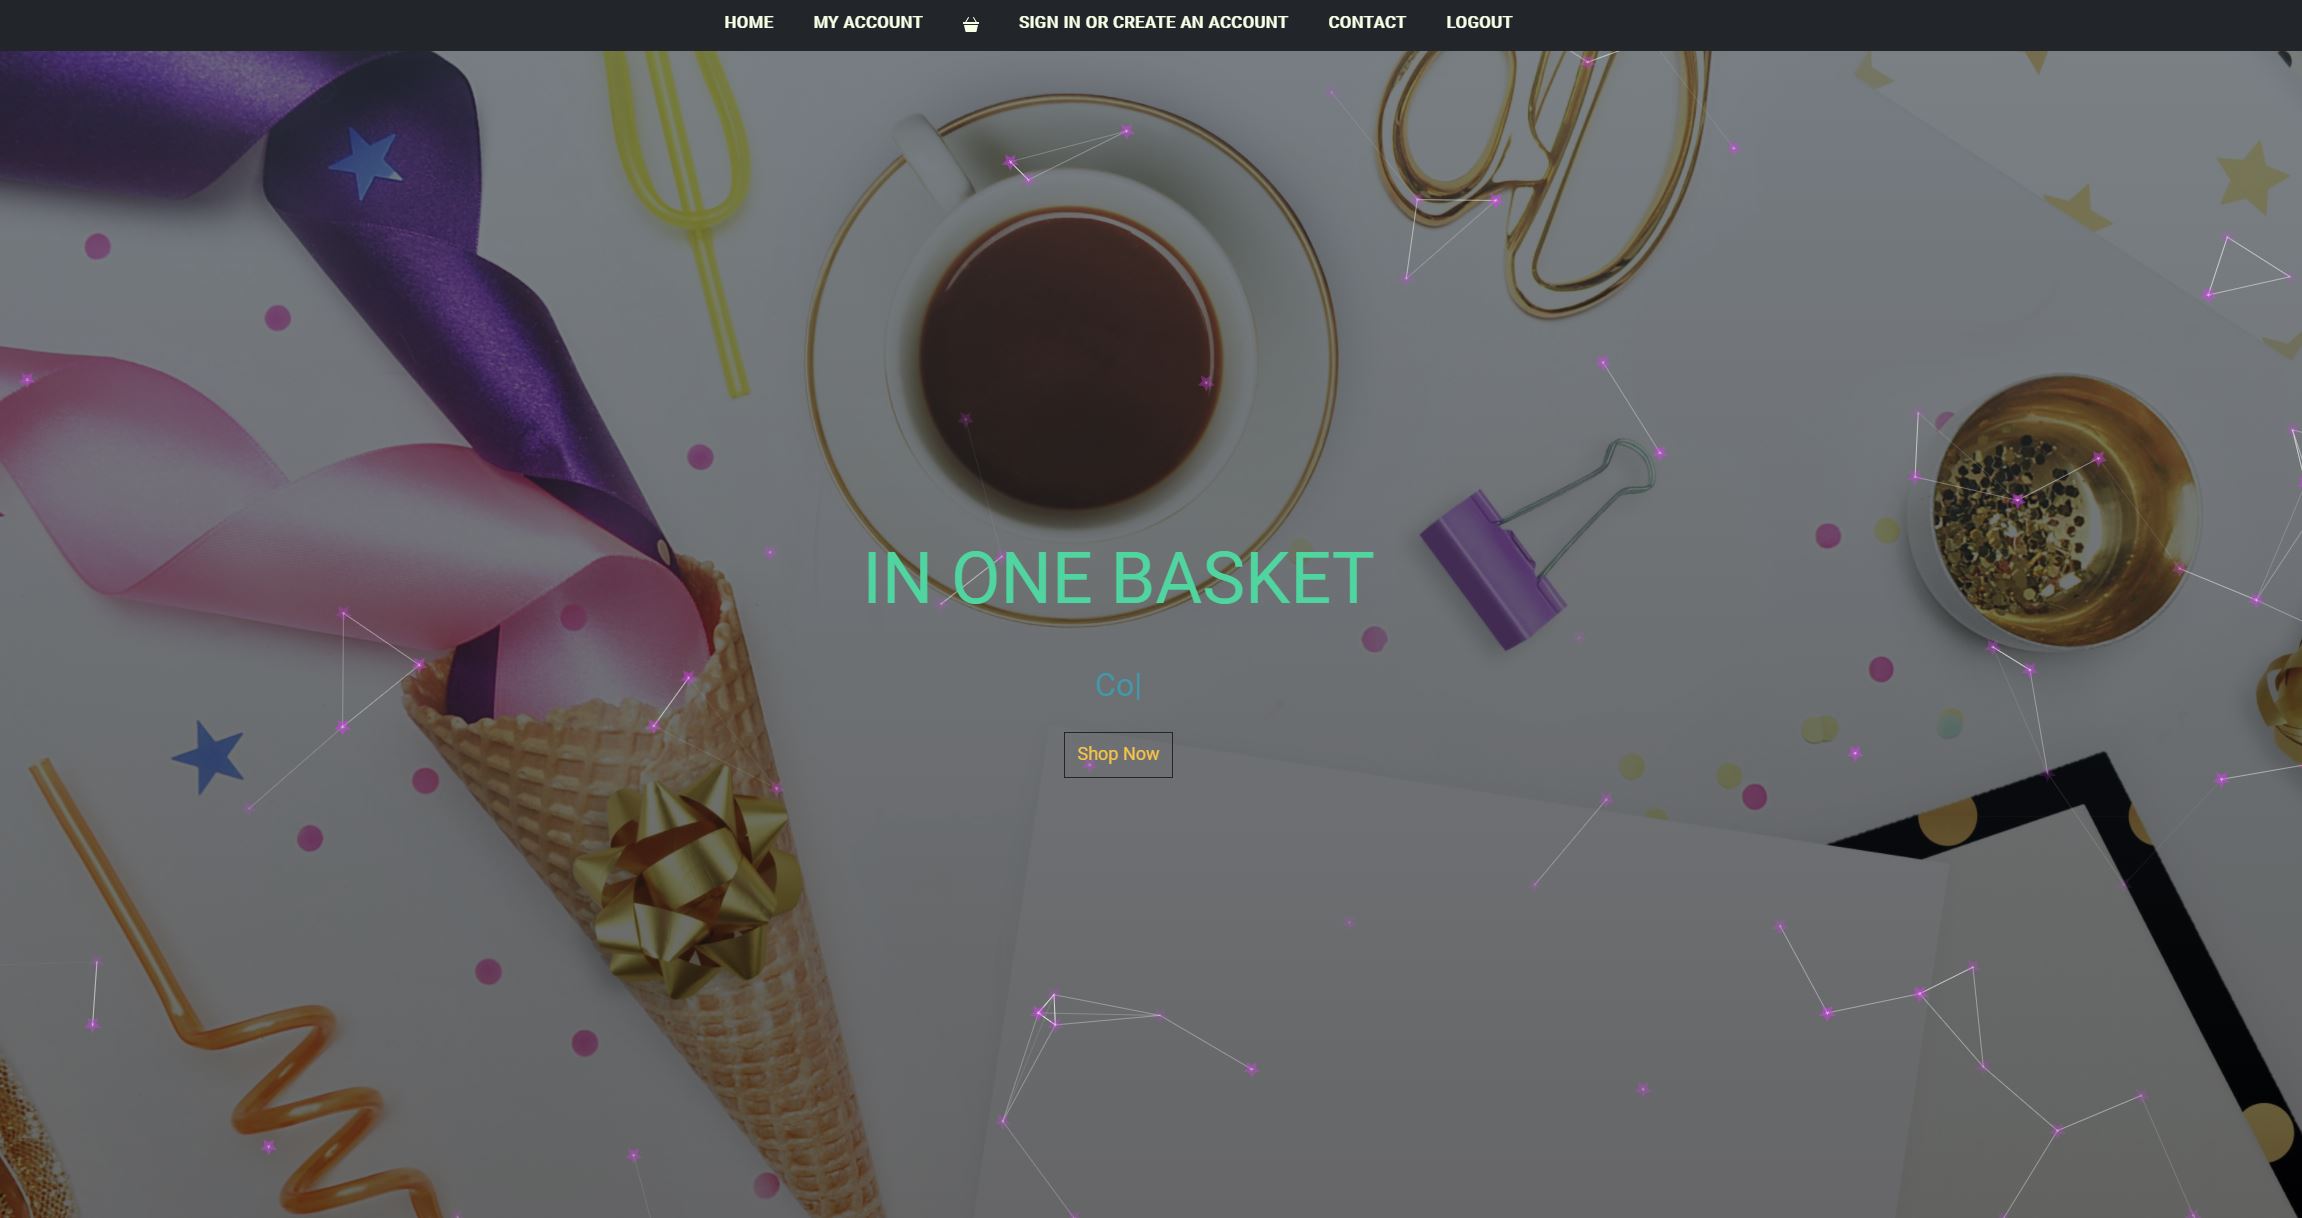 HOME MY ACCOUNT SIGN IN OR CREATE AN ACCOUNT CONTACT LOGOUT
IN ONE BASKET
Co|
Shop Now